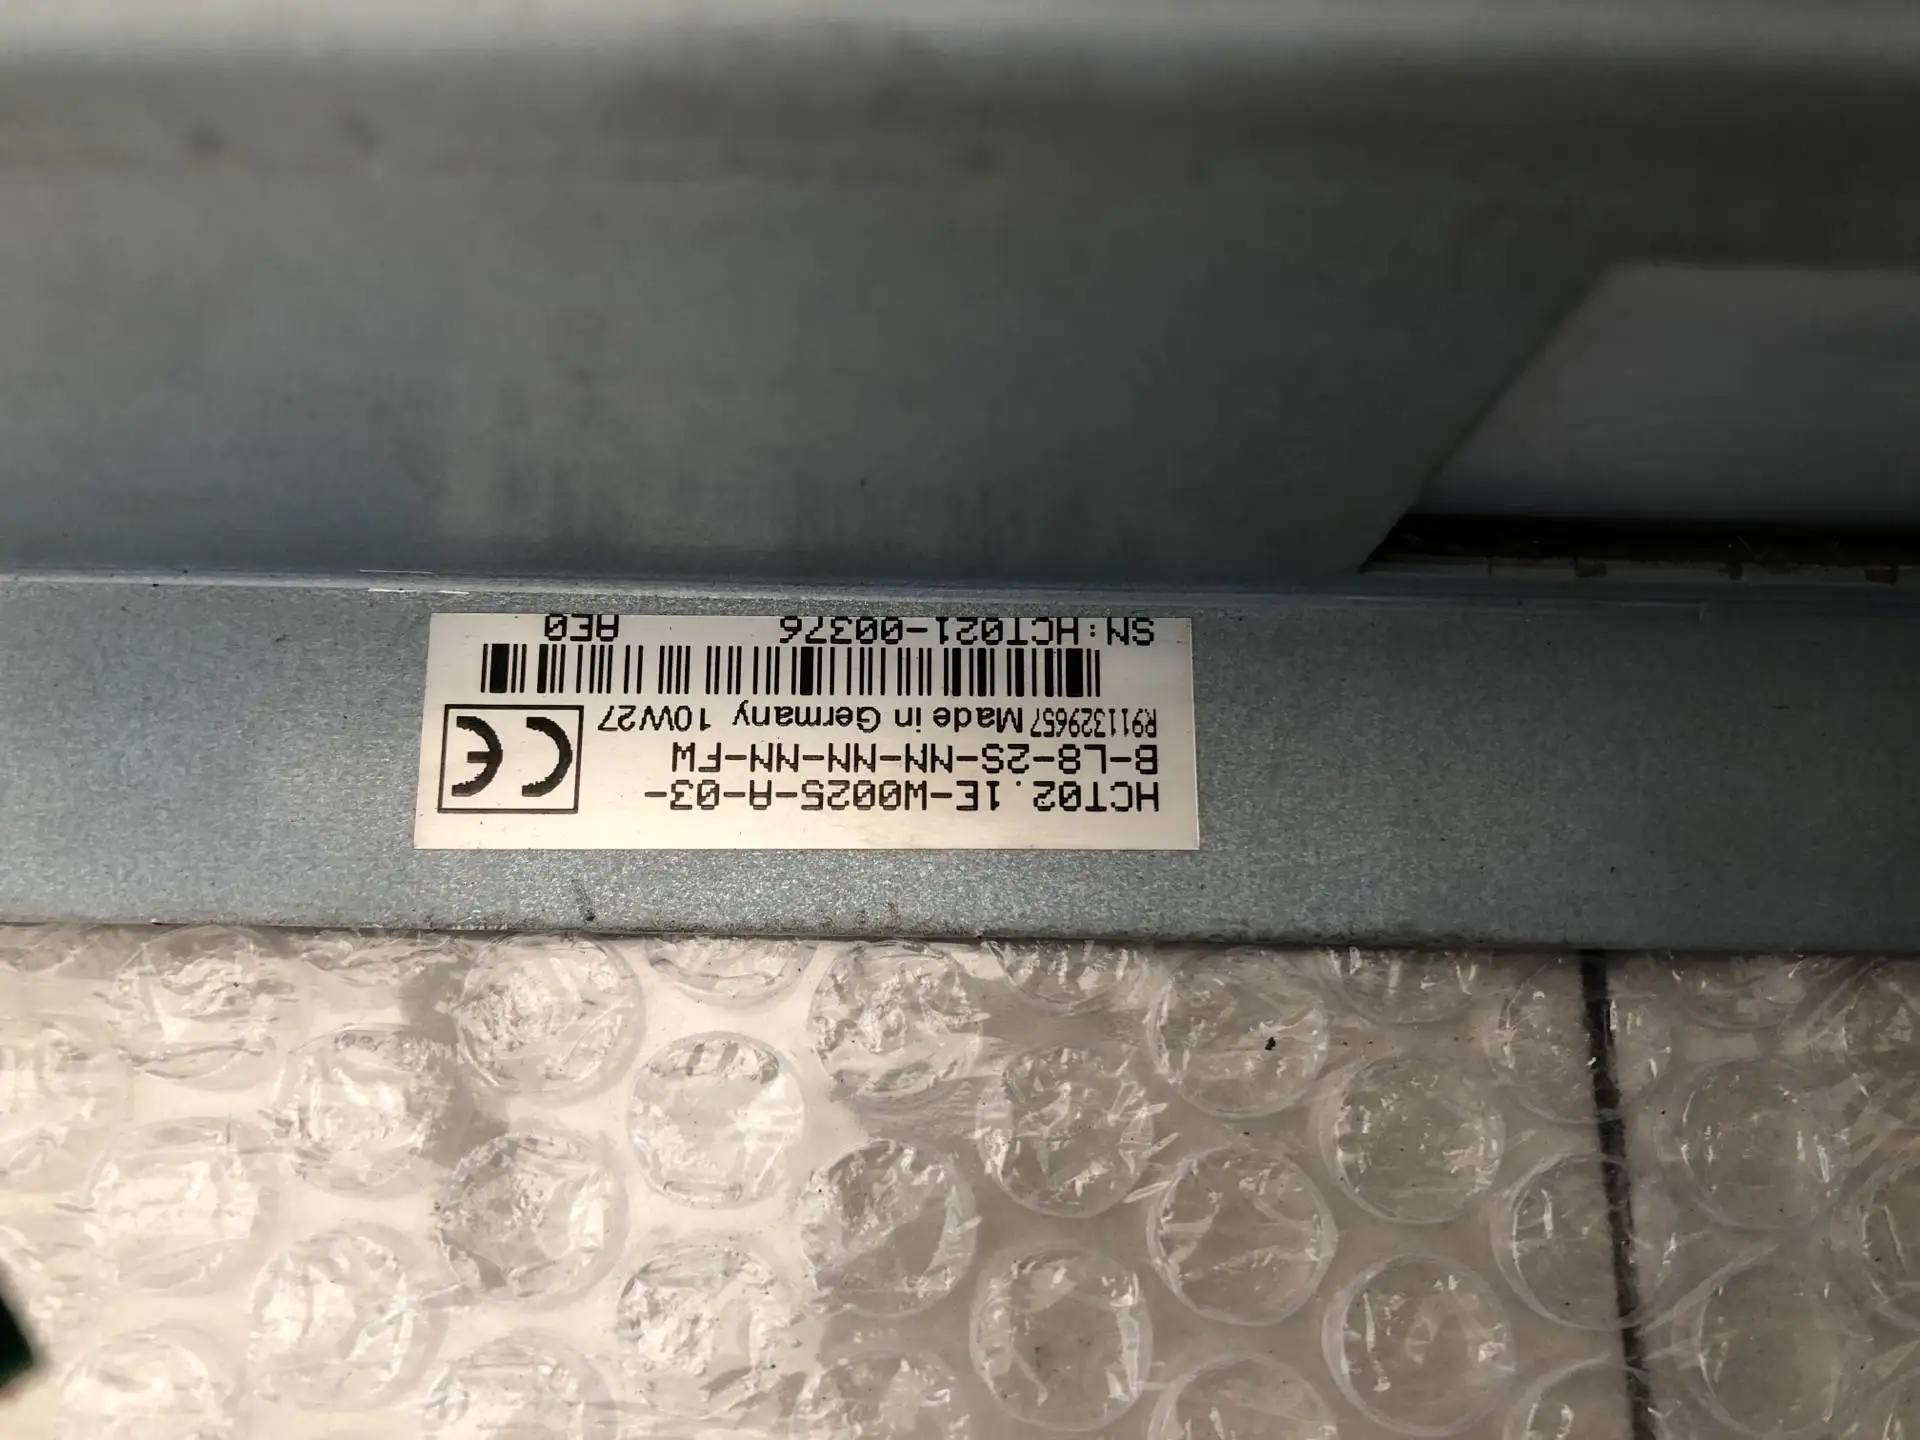 HCT02.1E-W0025-A-03-
B-L8-2S-NN-NN-NN-NN-FW
R911329657 Made in Germany 10W27
CE
SN:HCT021-00376 AE0